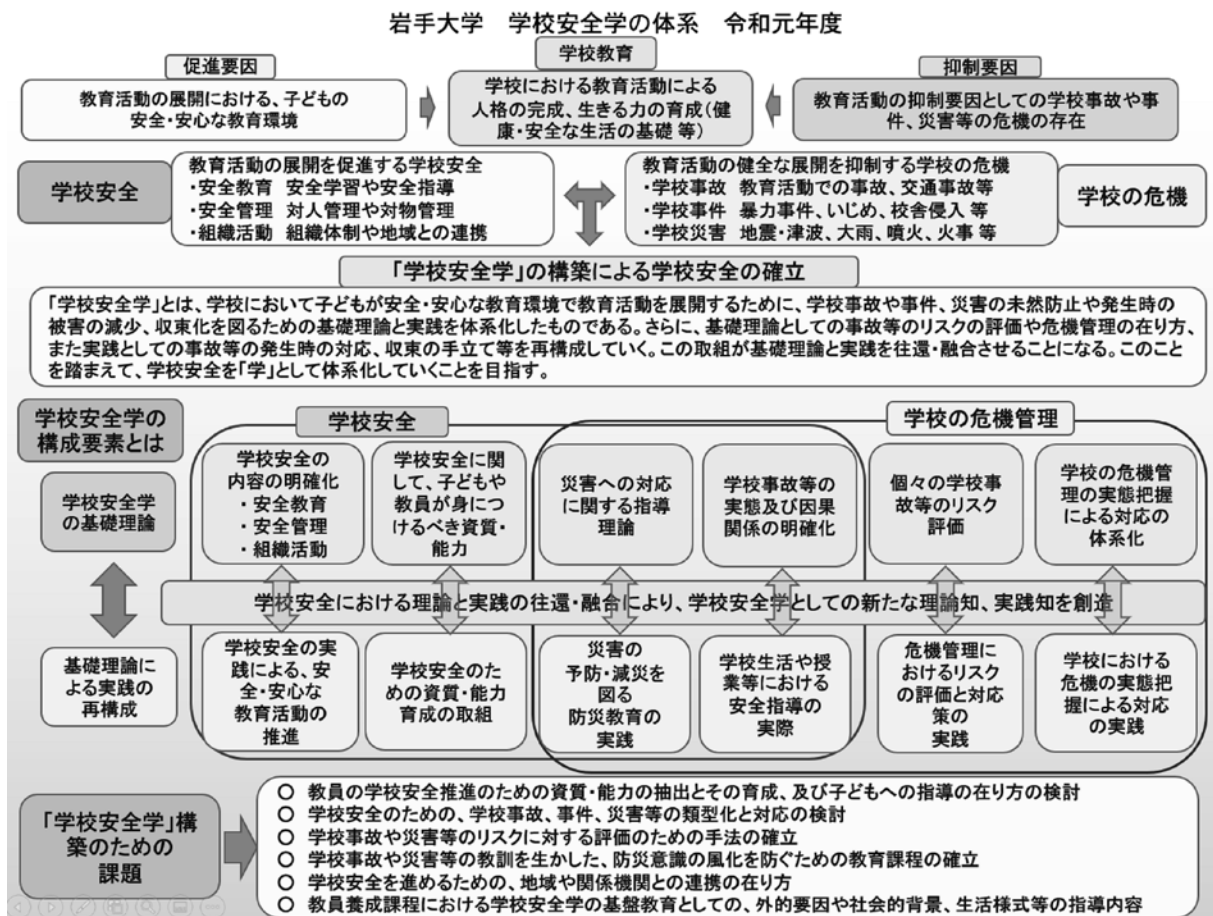 岩手大学　学校安全学の体系　令和元年度
促進要因
教育活動の展開における、子どもの
安全・安心な教育環境
学校教育
学校における教育活動による
人格の完成、生きる力の育成(健
康・安全な生活の基礎 等)
抑制要因
教育活動の抑制要因としての学校事故や事
件、災害等の危機の存在
学校安全
教育活動の展開を促進する学校安全
・安全教育　安全学習や安全指導
・安全管理　対人管理や対物管理
・組織活動　組織体制や地域との連携
教育活動の健全な展開を抑制する学校の危機
・学校事故　教育活動での事故、交通事故等
・学校事件　暴力事件、いじめ、校舎侵入 等
・学校災害　地震・津波、大雨、噴火、火事 等
学校の危機
「学校安全学」の構築による学校安全の確立
「学校安全学」とは、学校において子どもが安全・安心な教育環境で教育活動を展開するために、学校事故や事件、災害の未然防止や発生時の
被害の減少、収束化を図るための基礎理論と実践を体系化したものである。さらに、基礎理論としての事故等のリスクの評価や危機管理の在り方、
また実践としての事故等の発生時の対応、収束の手立て等を再構成していく。この取組が基礎理論と実践を往還・融合させることになる。このこと
を踏まえて、学校安全を「学」として体系化していくことを目指す。
学校安全学の
構成要素とは
学校安全
学校の危機管理
学校安全学
の基礎理論
学校安全の
内容の明確化
・安全教育
・安全管理
・組織活動
学校安全に関
して、子どもや
教員が身につ
けるべき資質・
能力
災害への対応
に関する指導
理論
学校事故等の
実態及び因果
関係の明確化
個々の学校事
故等のリスク
評価
学校の危機管
理の実態把握
による対応の
体系化
学校安全における理論と実践の往還・融合により、学校安全学としての新たな理論知、実践知を創造
基礎理論に
よる実践の
再構成
学校安全の実
践による、安
全・安心な
教育活動の
推進
学校安全のた
めの資質・能力
育成の取組
災害の
予防・減災を
図る
防災教育の
実践
学校生活や授
業等における
安全指導の
実際
危機管理に
おけるリスク
の評価と対応
策の
実践
学校における
危機の実態把
握による対応
の実践
「学校安全学」構
築のための
課題
○　教員の学校安全推進のための資質・能力の抽出とその育成、及び子どもへの指導の在り方の検討
○　学校安全のための、学校事故、事件、災害等の類型化と対応の検討
○　学校事故や災害等のリスクに対する評価のための手法の確立
○　学校事故や災害等の教訓を生かした、防災意識の風化を防ぐための教育課程の確立
○　学校安全を進めるための、地域や関係機関との連携の在り方
○　教員養成課程における学校安全学の基盤教育としての、外的要因や社会的背景、生活様式等の指導内容